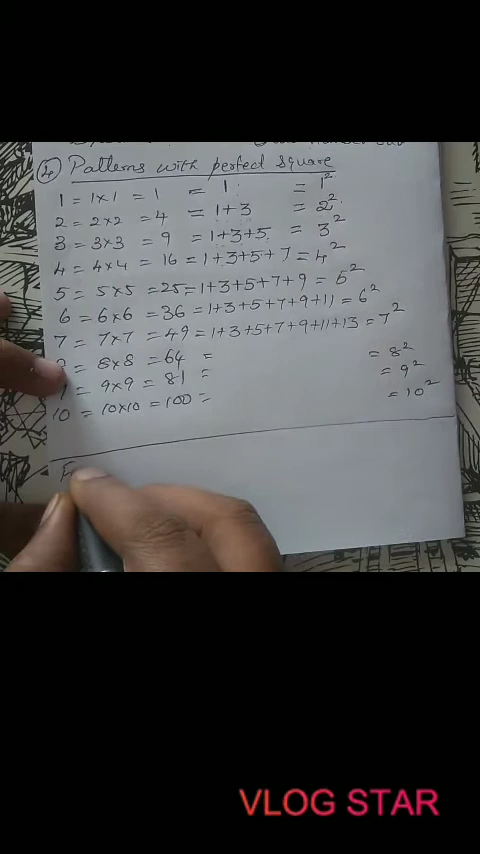 4 Patterns with perfect square
1 = 1×1 = 1 = 1 = 1²
2 = 2×2 = 4 = 1+3 = 2²
3 = 3×3 = 9 = 1+3+5 = 3²
4 = 4×4 = 16 = 1+3+5+7 = 4²
5 = 5×5 = 25 = 1+3+5+7+9 = 5²
6 = 6×6 = 36 = 1+3+5+7+9+11 = 6²
7 = 7×7 = 49 = 1+3+5+7+9+11+13 = 7²
= 8×8 = 64 = = 8²
= 9×9 = 81 = = 9²
10 = 10×10 = 100 = = 10²
VLOG STAR